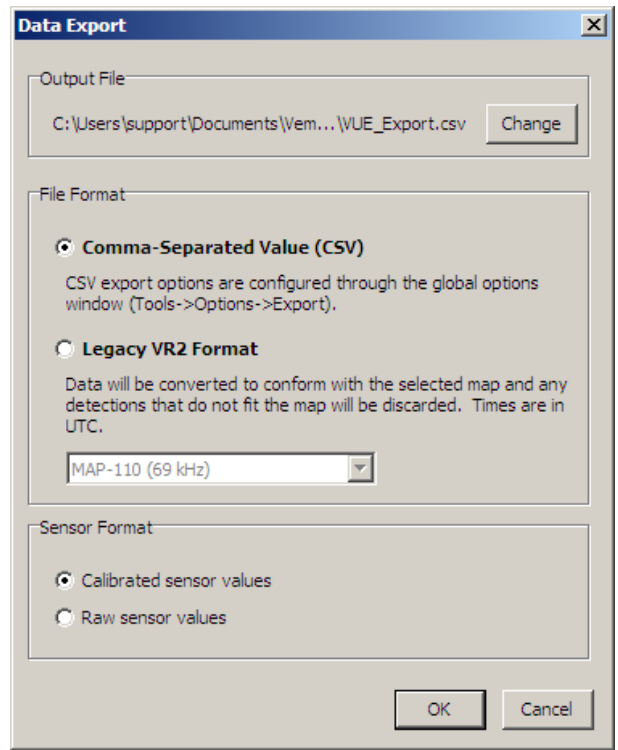 Data Export
Output File
C:\Users\support\Documents\Vem...\VUE_Export.csv
Change
File Format
Comma-Separated Value (CSV)
CSV export options are configured through the global options
window (Tools->Options->Export).
Legacy VR2 Format
Data will be converted to conform with the selected map and any
detections that do not fit the map will be discarded.  Times are in
UTC.
MAP-110 (69 kHz)
Sensor Format
Calibrated sensor values
Raw sensor values
OK
Cancel